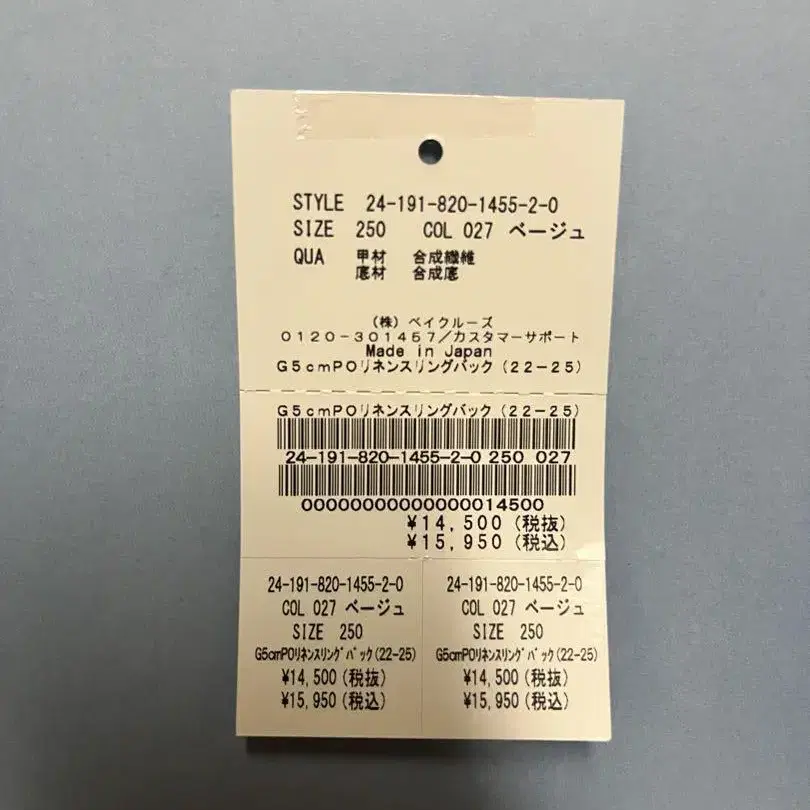 STYLE 24-191-820-1455-2-0
SIZE 250 COL 027 ベージュ
QUA 甲材 合成繊維
底材 合成底
(株) ベイクルーズ
0120-301457/カスタマーサポート
Made in Japan
G5cmPOリネンスリングバック (22-25)
G5cmPOリネンスリングバック (22-25)
24-191-820-1455-2-0 250 027
00000000000000014500
¥14,500 (税抜)
¥15,950 (税込)
24-191-820-1455-2-0
COL 027 ベージュ
SIZE 250
G5cmPOリネンスリングバック(22-25)
¥14,500 (税抜)
¥15,950 (税込)
24-191-820-1455-2-0
COL 027 ベージュ
SIZE 250
G5cmPOリネンスリングバック(22-25)
¥14,500 (税抜)
¥15,950 (税込)